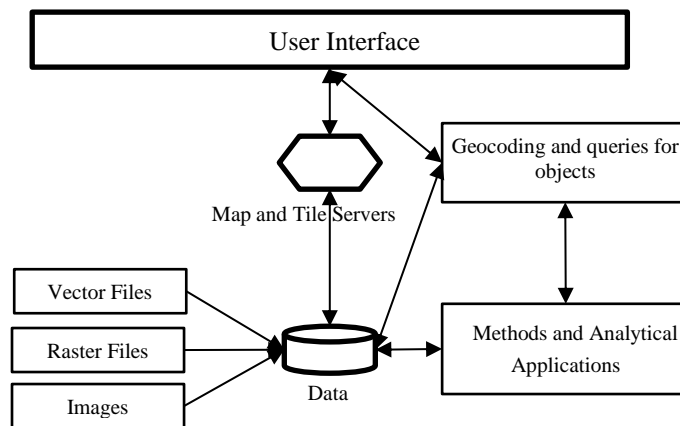 User Interface
Geocoding and queries for
objects
Map and Tile Servers
Vector Files
Raster Files
Images
Data
Methods and Analytical
Applications